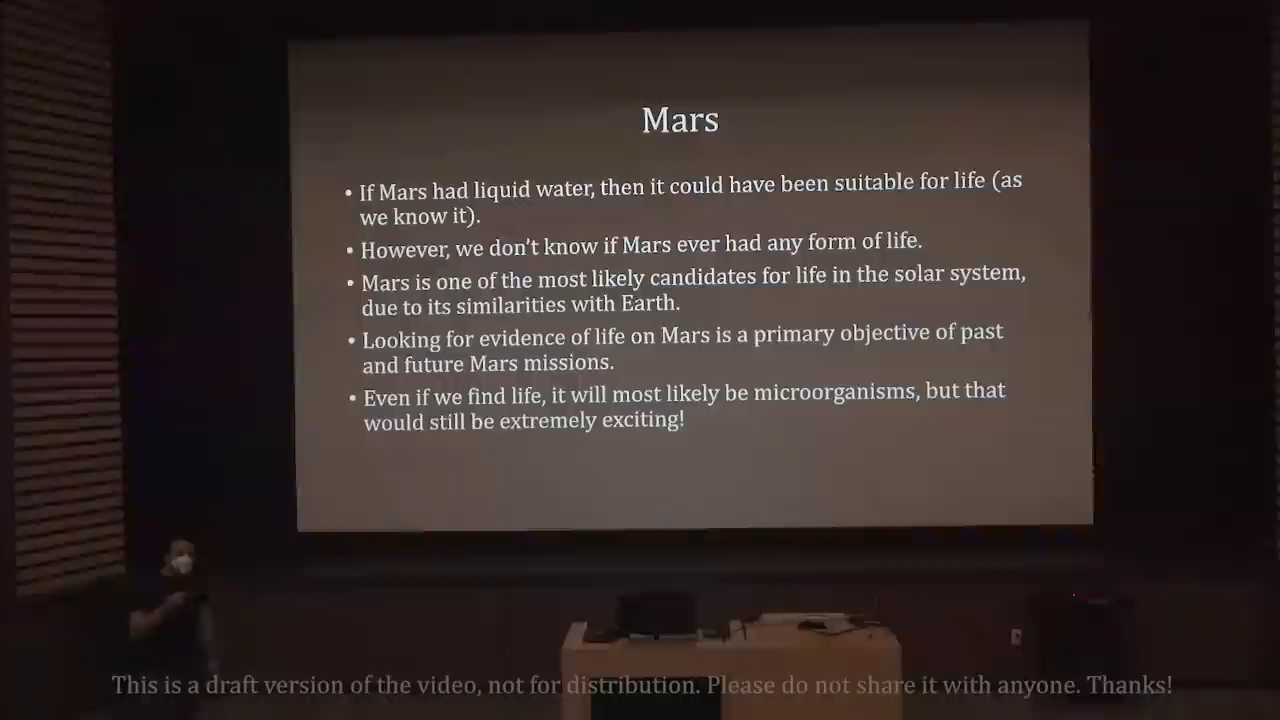 Mars
• If Mars had liquid water, then it could have been suitable for life (as
we know it).
• However, we don't know if Mars ever had any form of life.
• Mars is one of the most likely candidates for life in the solar system,
due to its similarities with Earth.
• Looking for evidence of life on Mars is a primary objective of past
and future Mars missions.
• Even if we find life, it will most likely be microorganisms, but that
would still be extremely exciting!
This is a draft version of the video, not for distribution. Please do not share it with anyone. Thanks!